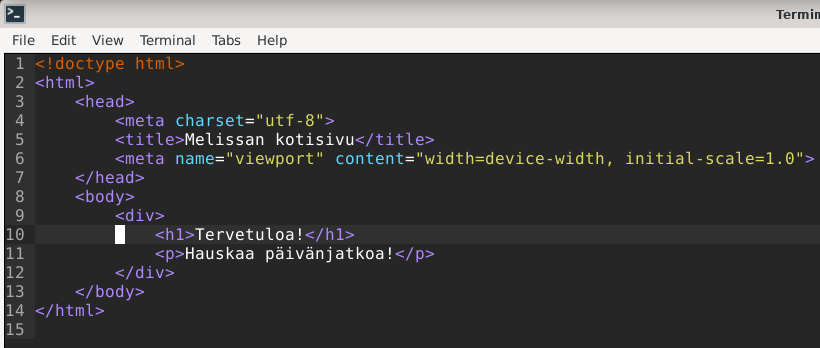 Termin
File Edit View Terminal Tabs Help
1 <!doctype html>
2 <html>
3     <head>
4         <meta charset="utf-8">
5         <title>Melissan kotisivu</title>
6         <meta name="viewport" content="width=device-width, initial-scale=1.0">
7     </head>
8     <body>
9         <div>
10             <h1>Tervetuloa!</h1>
11             <p>Hauskaa päivänjatkoa!</p>
12         </div>
13     </body>
14 </html>
15